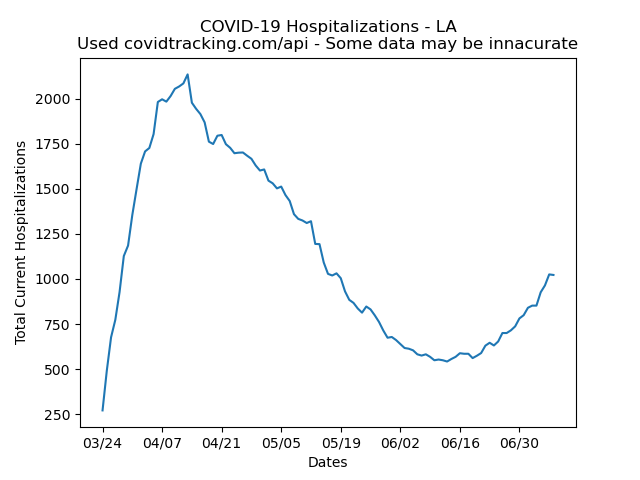 COVID-19 Hospitalizations - LA
Used covidtracking.com/api - Some data may be innacurate
Total Current Hospitalizations
2000
1750
1500
1250
1000
750
500
250
03/24 04/07 04/21 05/05 05/19 06/02 06/16 06/30
Dates